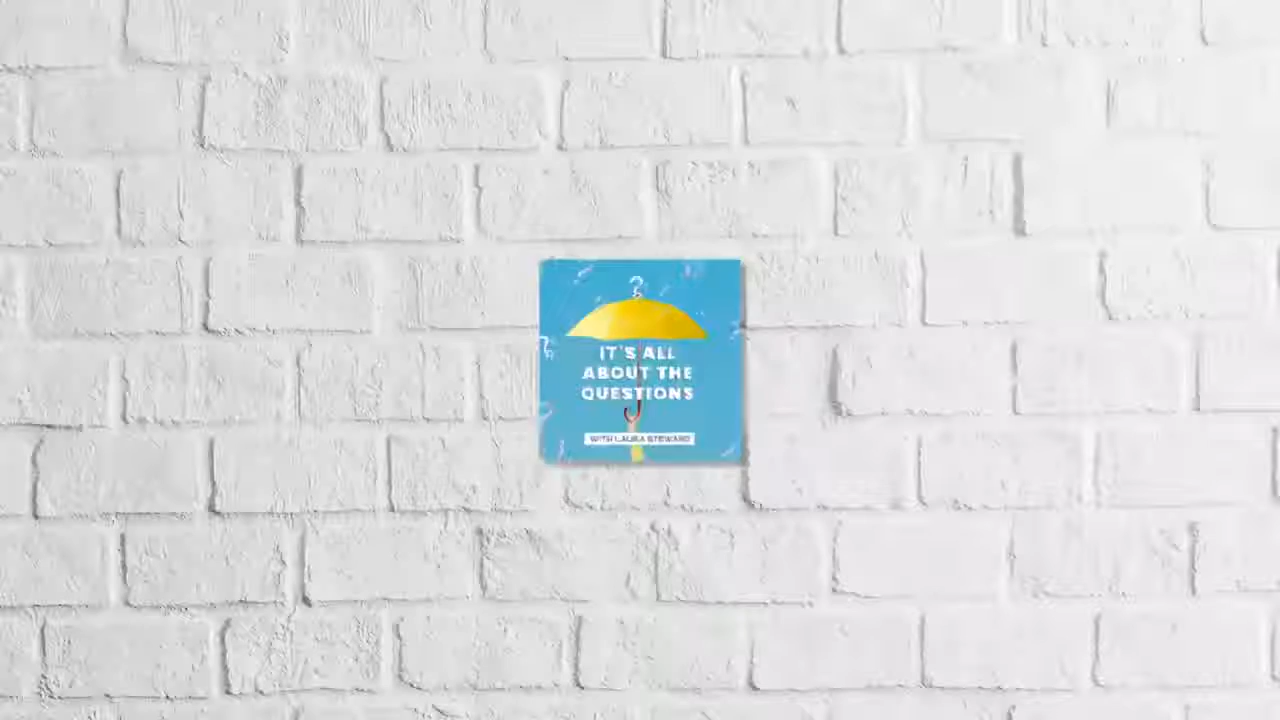 ?
IT'S ALL
ABOUT THE
QUESTIONS
WITH LAURA STEWARD